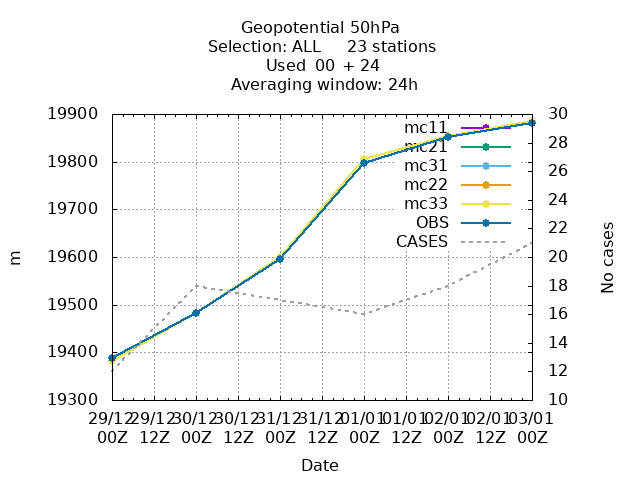 Geopotential 50hPa
Selection: ALL     23 stations
Used  00 + 24
Averaging window: 24h
19900
19800
19700
19600
19500
19400
19300
m
30
28
26
24
22
20
18
16
14
12
10
No cases
mc11
mc21
mc31
mc22
mc33
OBS
CASES
29/12 29/12 30/12 30/12 31/12 31/12 01/01 01/01 02/01 02/01 03/01
00Z 12Z 00Z 12Z 00Z 12Z 00Z 12Z 00Z 12Z 00Z
Date